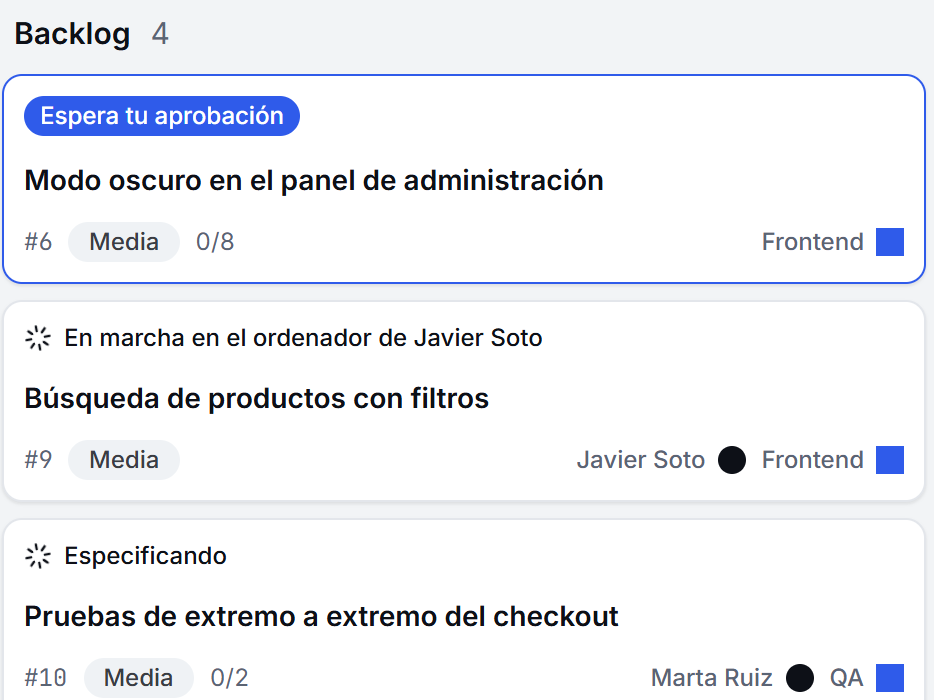 Backlog 4
Espera tu aprobación
Modo oscuro en el panel de administración
#6 Media 0/8 Frontend
En marcha en el ordenador de Javier Soto
Búsqueda de productos con filtros
#9 Media Javier Soto Frontend
Especificando
Pruebas de extremo a extremo del checkout
#10 Media 0/2 Marta Ruiz QA